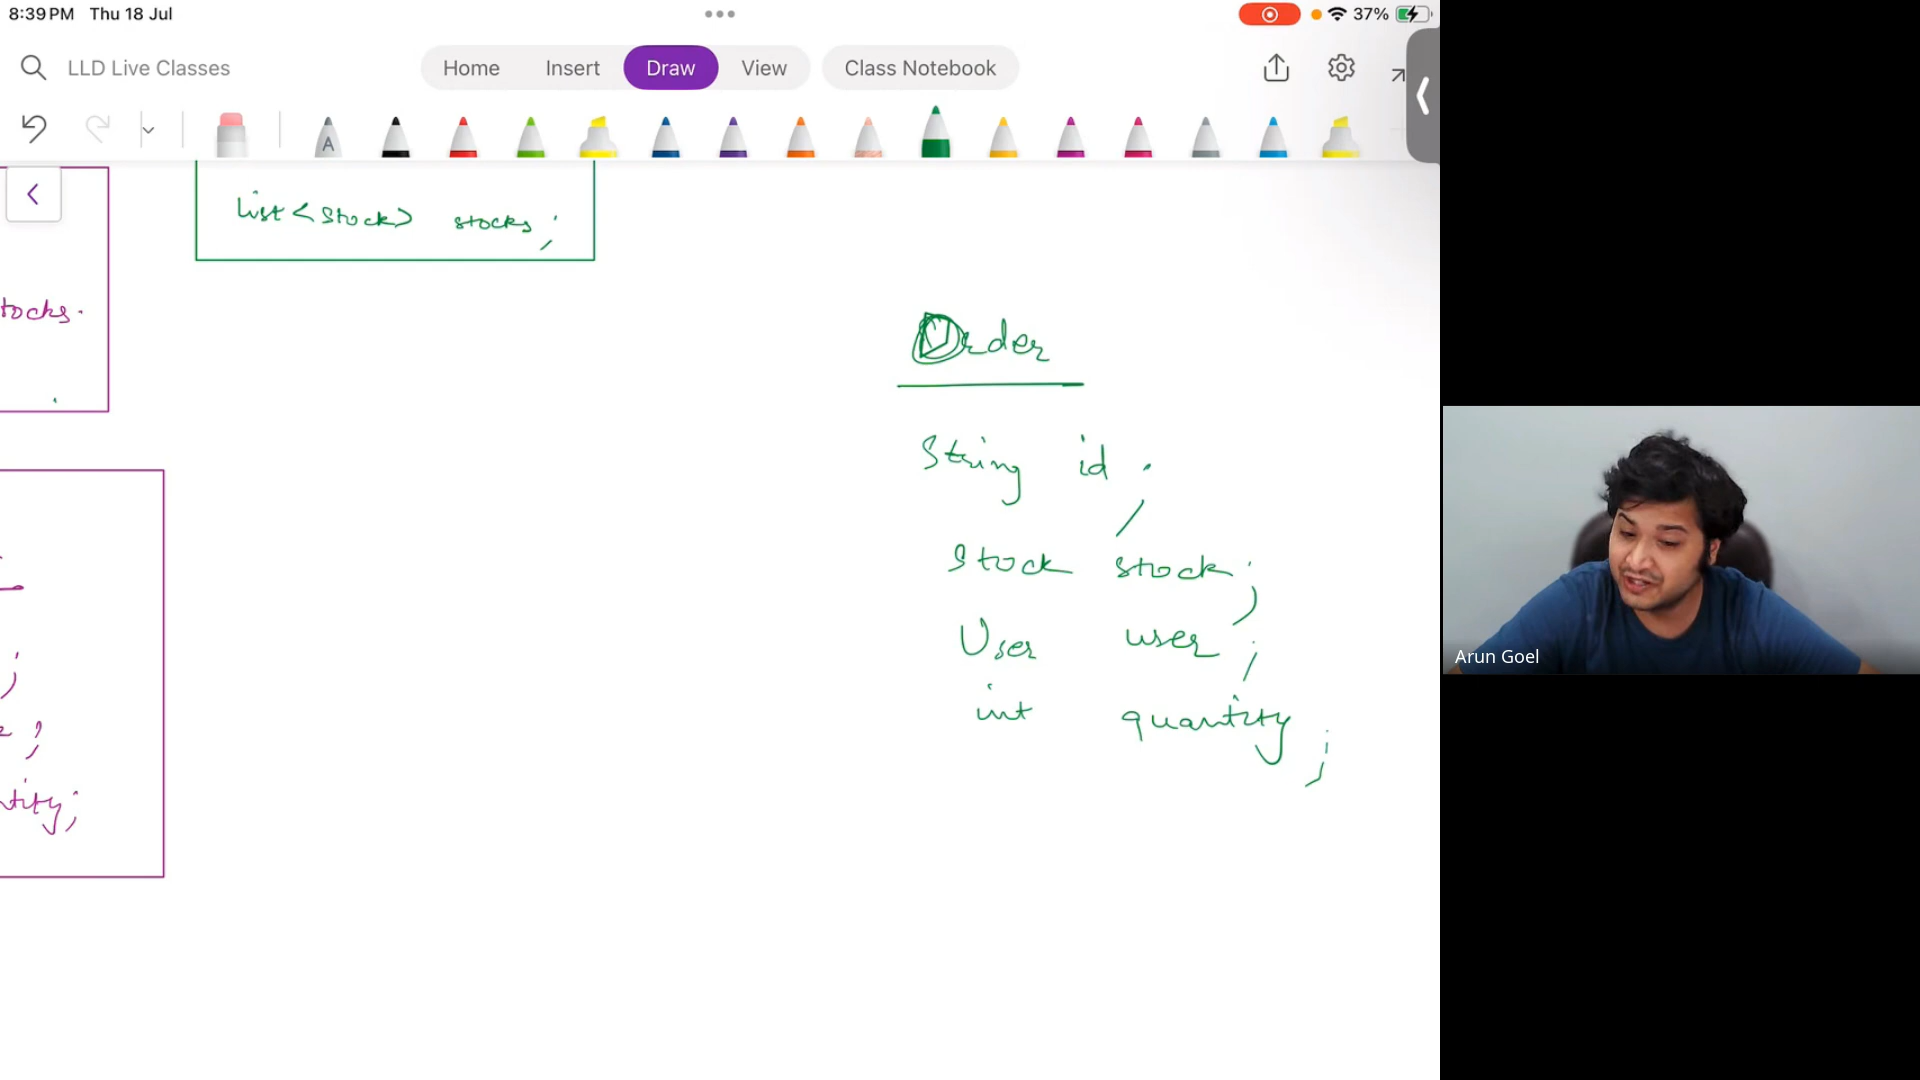 8:39 PM Thu 18 Jul
37%
LLD Live Classes
Home Insert Draw View Class Notebook
A
List<Stock> stocks;
tocks.
Order
String id;
Stock stock;
User user;
int quantity;
;
;
tity;
Arun Goel